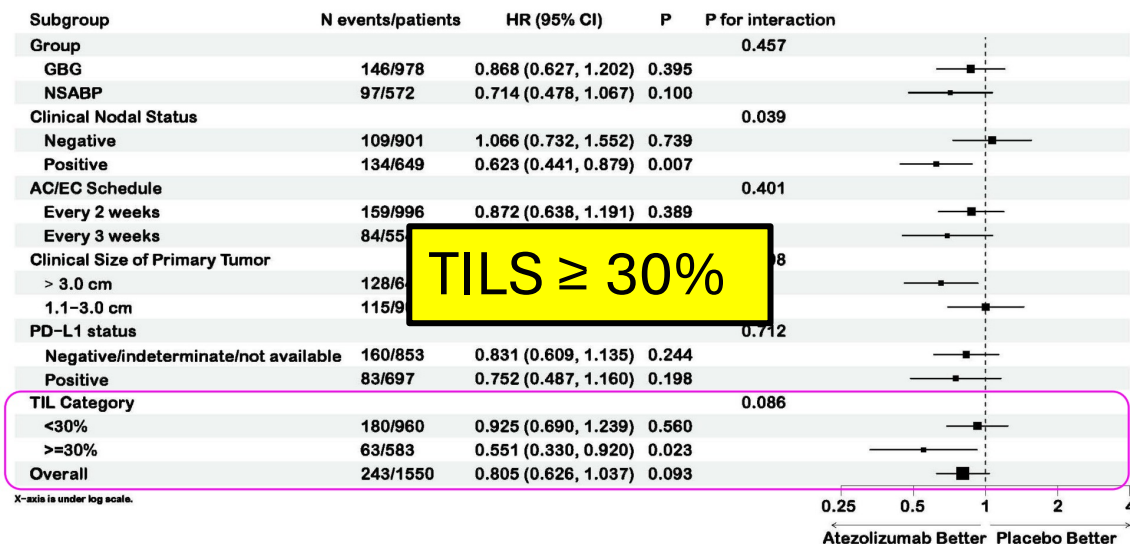 Subgroup N events/patients HR (95% CI) P P for interaction
Group 0.457
GBG 146/978 0.868 (0.627, 1.202) 0.395
NSABP 97/572 0.714 (0.478, 1.067) 0.100
Clinical Nodal Status 0.039
Negative 109/901 1.066 (0.732, 1.552) 0.739
Positive 134/649 0.623 (0.441, 0.879) 0.007
AC/EC Schedule 0.401
Every 2 weeks 159/996 0.872 (0.638, 1.191) 0.389
Every 3 weeks
Clinical Size of Primary Tumor
TILS ≥ 30%
> 3.0 cm
1.1-3.0 cm
PD-L1 status 0.712
Negative/indeterminate/not available 160/853 0.831 (0.609, 1.135) 0.244
Positive 83/697 0.752 (0.487, 1.160) 0.198
TIL Category 0.086
<30% 180/960 0.925 (0.690, 1.239) 0.560
>=30% 63/583 0.551 (0.330, 0.920) 0.023
Overall 243/1550 0.805 (0.626, 1.037) 0.093
X-axis is under log scale.
0.25 0.5 1 2 4
Atezolizumab Better Placebo Better